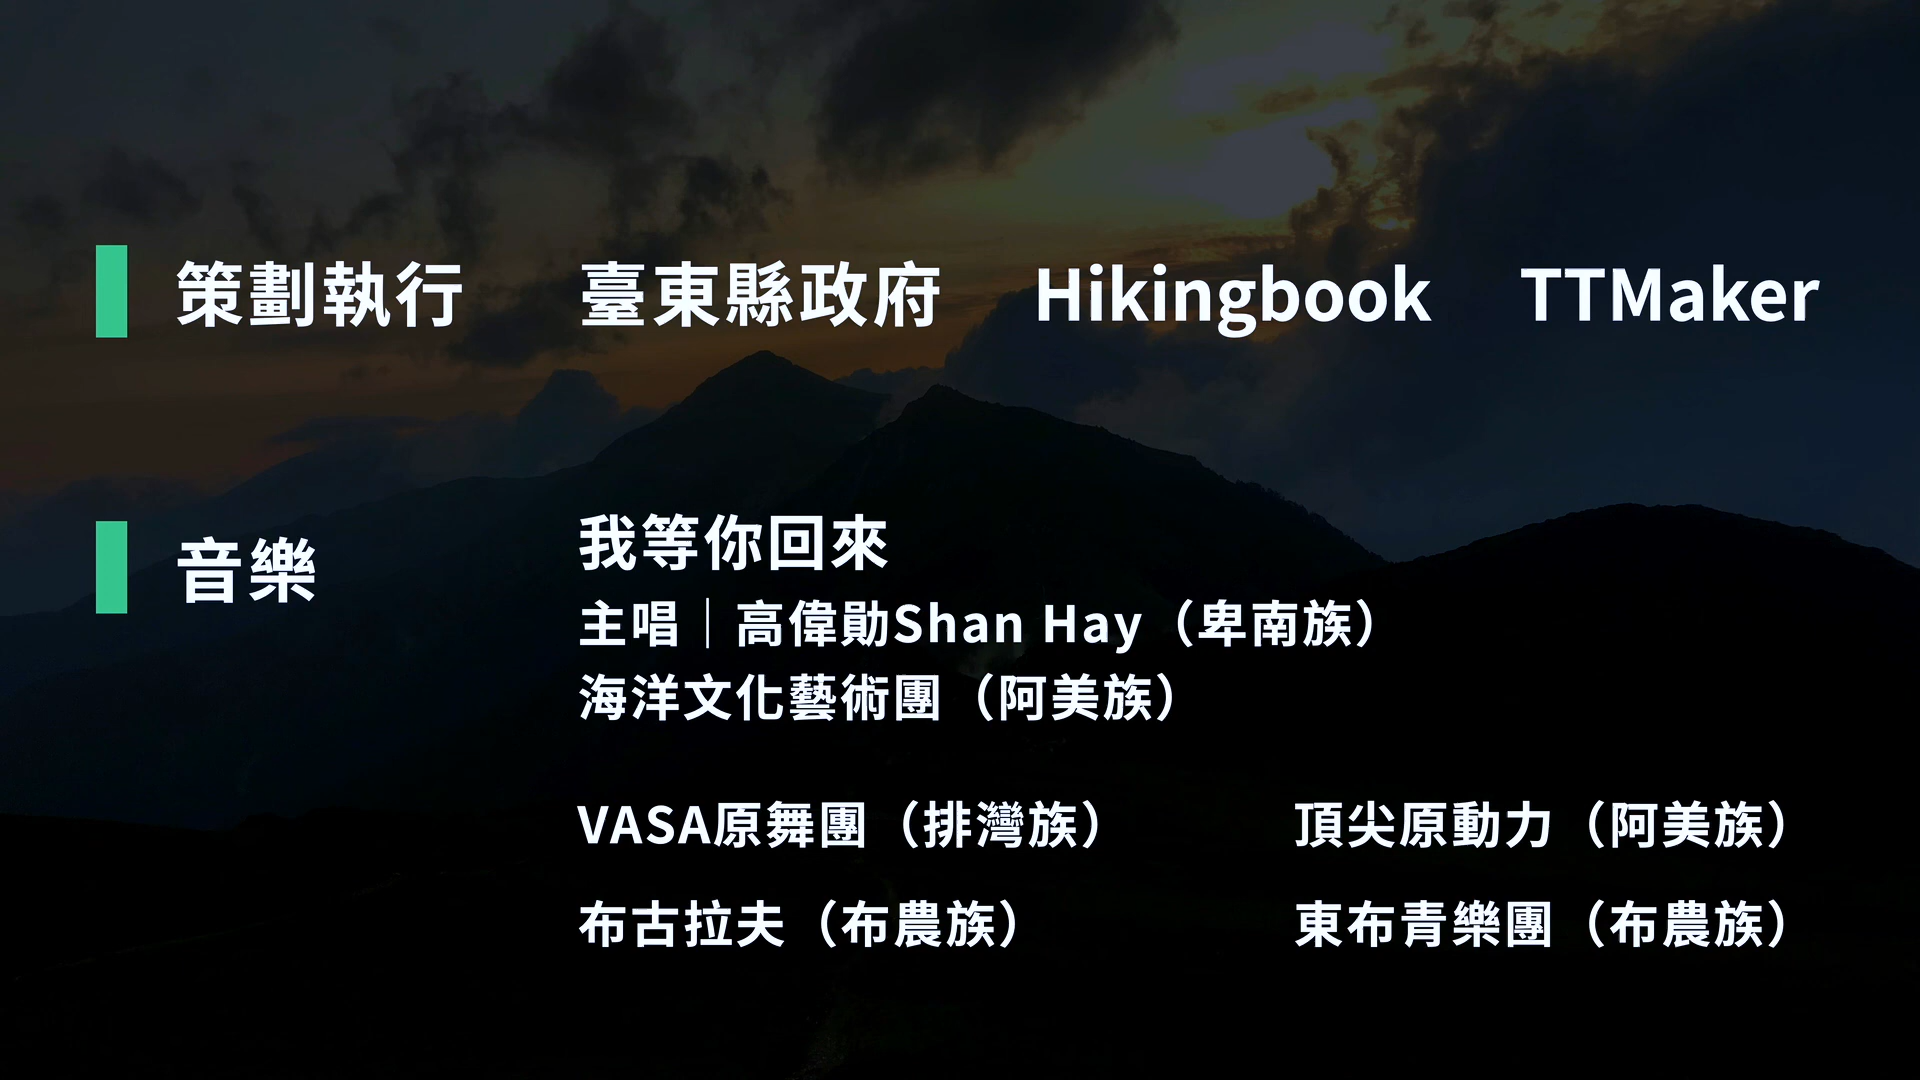 策劃執行 臺東縣政府 Hikingbook TTMaker
音樂
我等你回來
主唱｜高偉勛Shan Hay（卑南族）
海洋文化藝術團（阿美族）
VASA原舞團（排灣族） 頂尖原動力（阿美族）
布古拉夫（布農族） 東布青樂團（布農族）